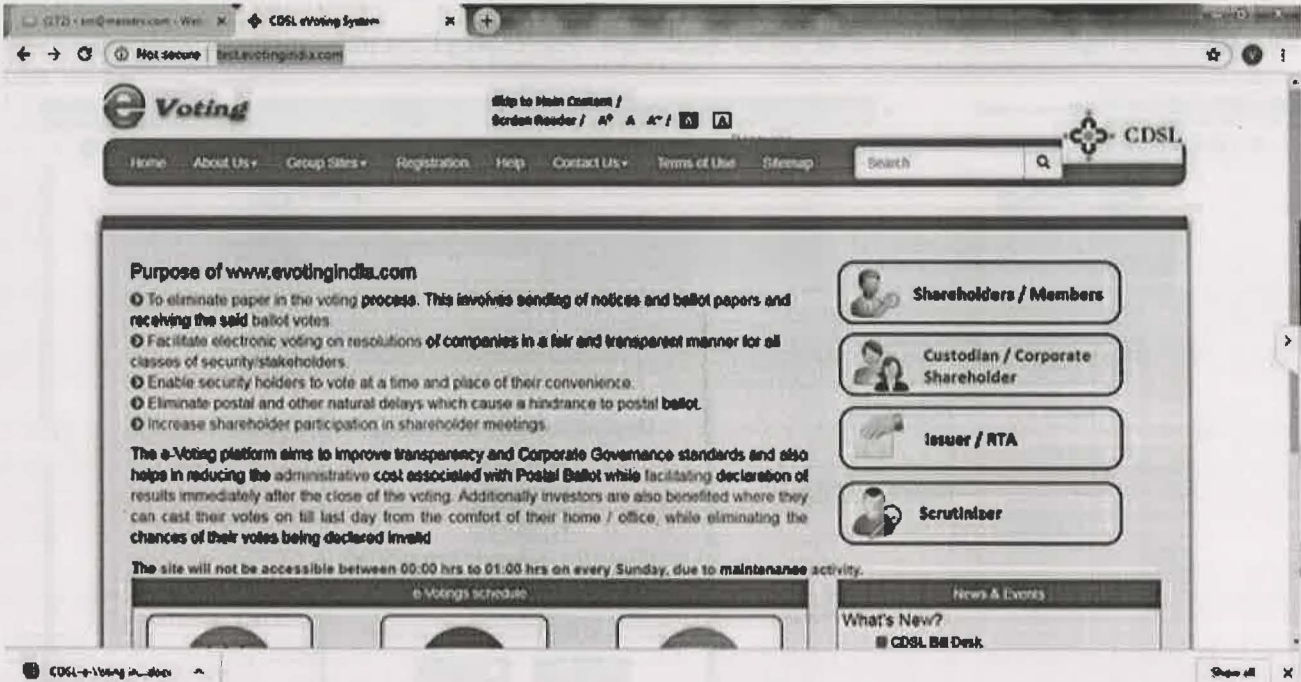 CDSL eVoting System
Not secure
test.evotingindia.com
e Voting
Skip to Main Content /
Screen Reader / A+ A A- / A A
CDSL
Home About Us Group Sites Registration Help Contact Us Terms of Use Sitemap Search
Purpose of www.evotingindia.com
To eliminate paper in the voting process. This involves sending of notices and ballot papers and
receiving the said ballot votes
Facilitate electronic voting on resolutions of companies in a fair and transparent manner for all
classes of security/stakeholders.
Enable security holders to vote at a time and place of their convenience.
Eliminate postal and other natural delays which cause a hindrance to postal ballot.
Increase shareholder participation in shareholder meetings.
The e-Voting platform aims to improve transparency and Corporate Governance standards and also
helps in reducing the administrative cost associated with Postal Ballot while facilitating declaration of
results immediately after the close of the voting. Additionally investors are also benefited where they
can cast their votes on till last day from the comfort of their home / office, while eliminating the
chances of their votes being declared invalid
The site will not be accessible between 00:00 hrs to 01:00 hrs on every Sunday, due to maintenance activity.
Shareholders / Members
Custodian / Corporate
Shareholder
Issuer / RTA
Scrutiniser
e-Votings schedule
News & Events
What's New?
CDSL Bill Desk
CDSL-e-Voting in....docx
Show all